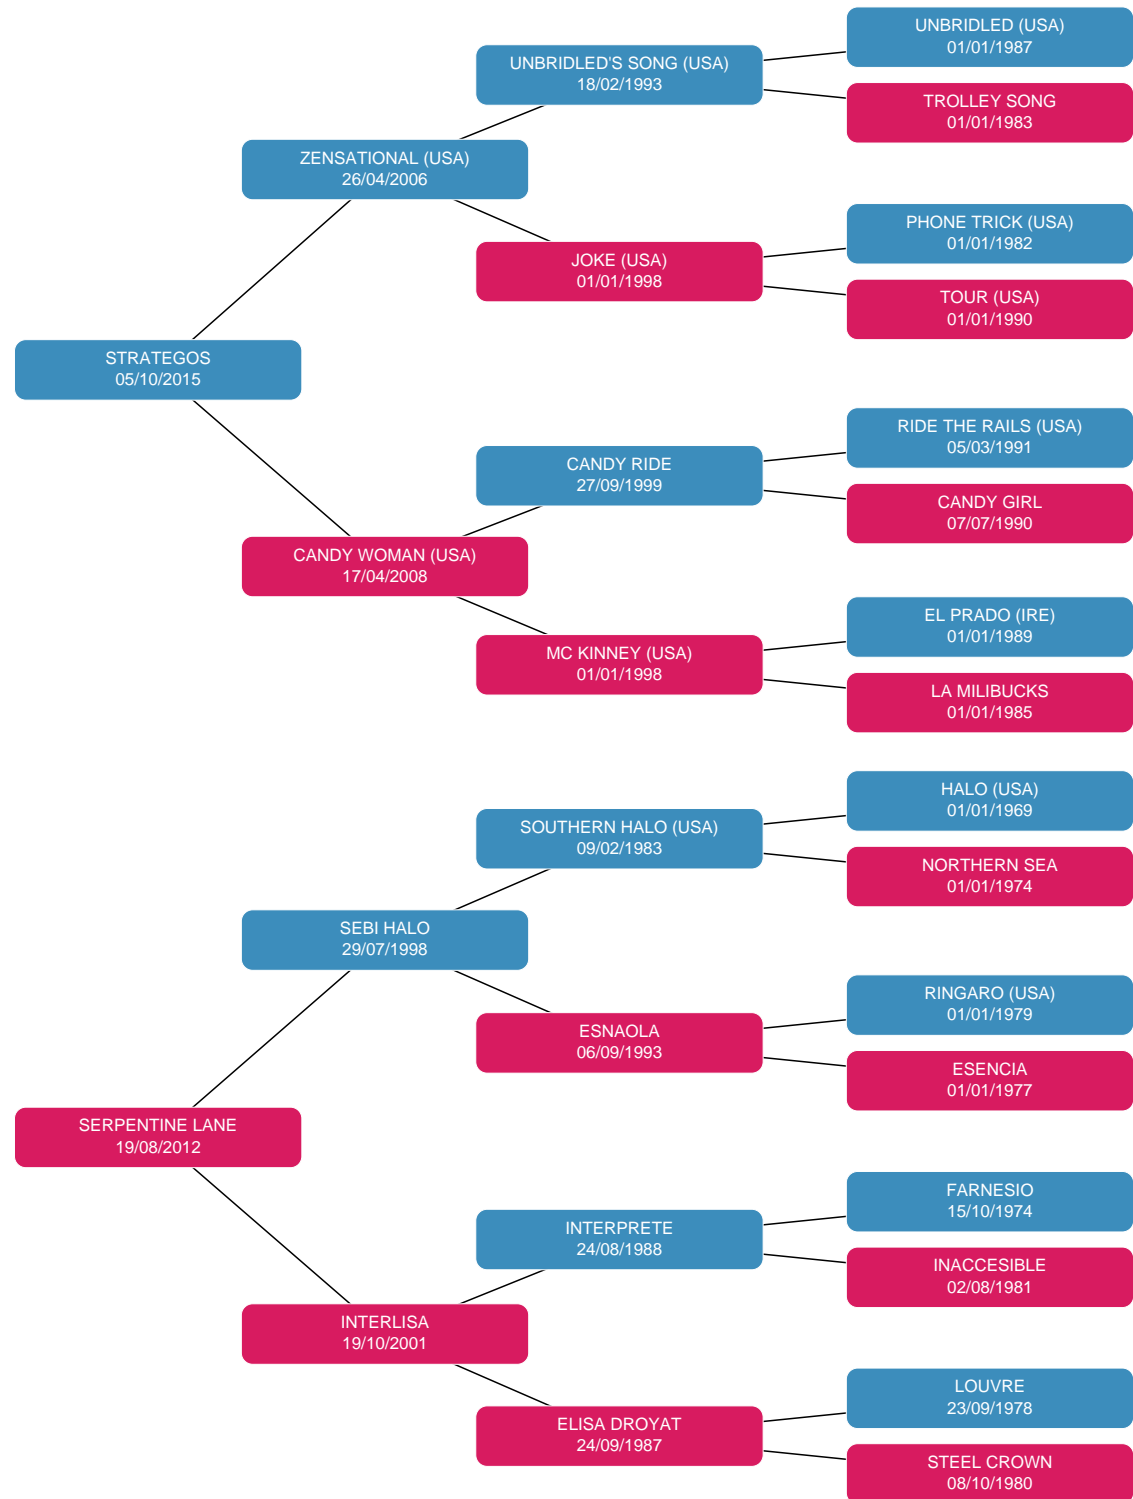 UNBRIDLED (USA)
01/01/1987
UNBRIDLED'S SONG (USA)
18/02/1993
TROLLEY SONG
01/01/1983
ZENSATIONAL (USA)
26/04/2006
PHONE TRICK (USA)
01/01/1982
JOKE (USA)
01/01/1998
TOUR (USA)
01/01/1990
STRATEGOS
05/10/2015
RIDE THE RAILS (USA)
05/03/1991
CANDY RIDE
27/09/1999
CANDY GIRL
07/07/1990
CANDY WOMAN (USA)
17/04/2008
EL PRADO (IRE)
01/01/1989
MC KINNEY (USA)
01/01/1998
LA MILIBUCKS
01/01/1985
HALO (USA)
01/01/1969
SOUTHERN HALO (USA)
09/02/1983
NORTHERN SEA
01/01/1974
SEBI HALO
29/07/1998
RINGARO (USA)
01/01/1979
ESNAOLA
06/09/1993
ESENCIA
01/01/1977
SERPENTINE LANE
19/08/2012
FARNESIO
15/10/1974
INTERPRETE
24/08/1988
INACCESIBLE
02/08/1981
INTERLISA
19/10/2001
LOUVRE
23/09/1978
ELISA DROYAT
24/09/1987
STEEL CROWN
08/10/1980